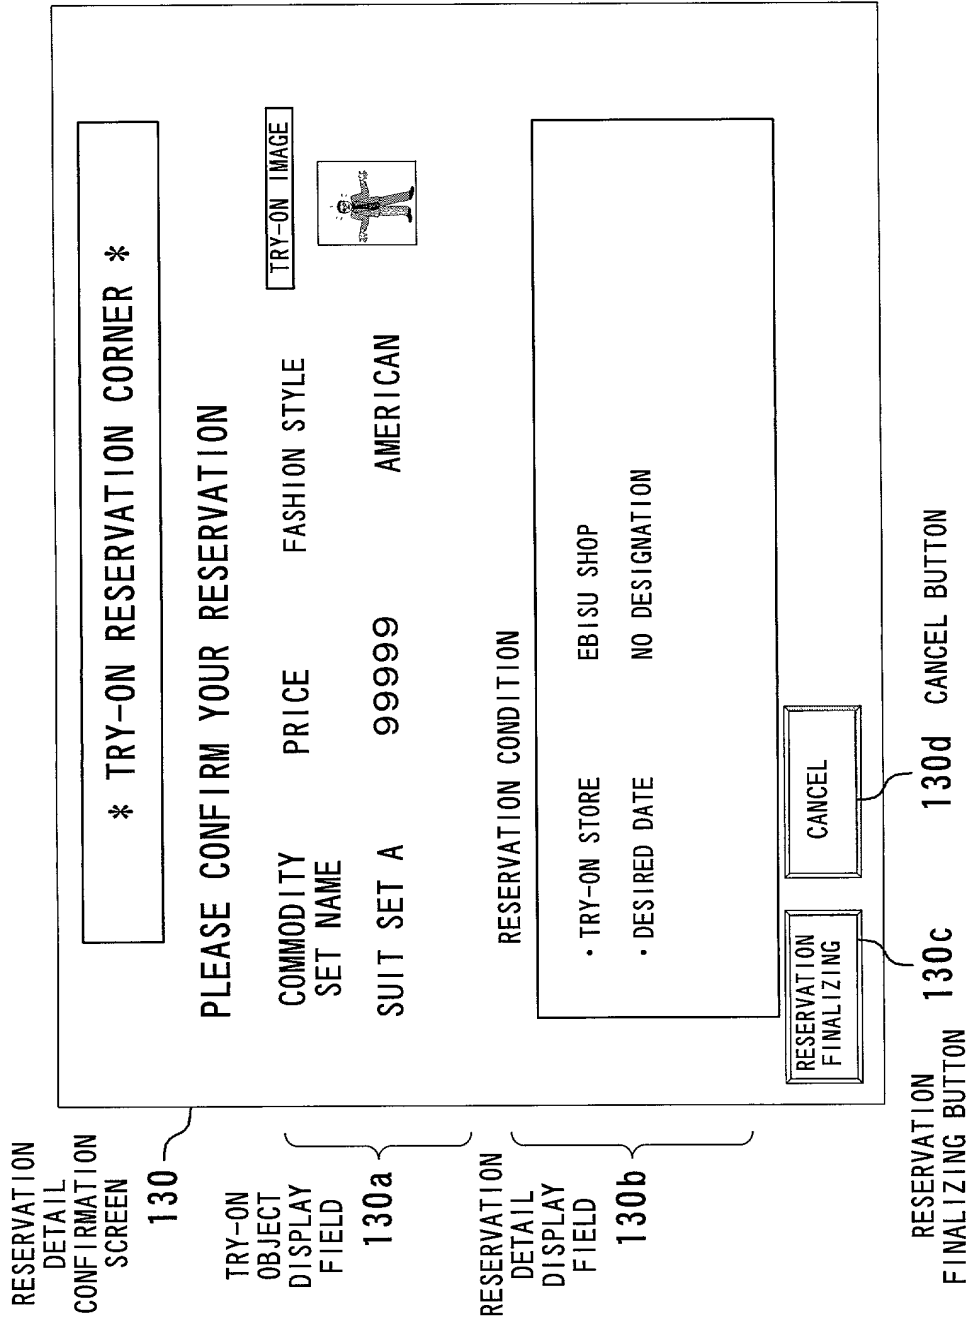 RESERVATION
DETAIL
CONFIRMATION
SCREEN
130
* TRY-ON RESERVATION CORNER *
PLEASE CONFIRM YOUR RESERVATION
TRY-ON
OBJECT
DISPLAY
FIELD
130a
COMMODITY
SET NAME
PRICE
FASHION STYLE
TRY-ON IMAGE
SUIT SET A
99999
AMERICAN
RESERVATION
DETAIL
DISPLAY
FIELD
130b
RESERVATION CONDITION
・TRY-ON STORE
EBISU SHOP
・DESIRED DATE
NO DESIGNATION
RESERVATION
FINALIZING
CANCEL
RESERVATION
FINALIZING BUTTON
130c
130d
CANCEL BUTTON